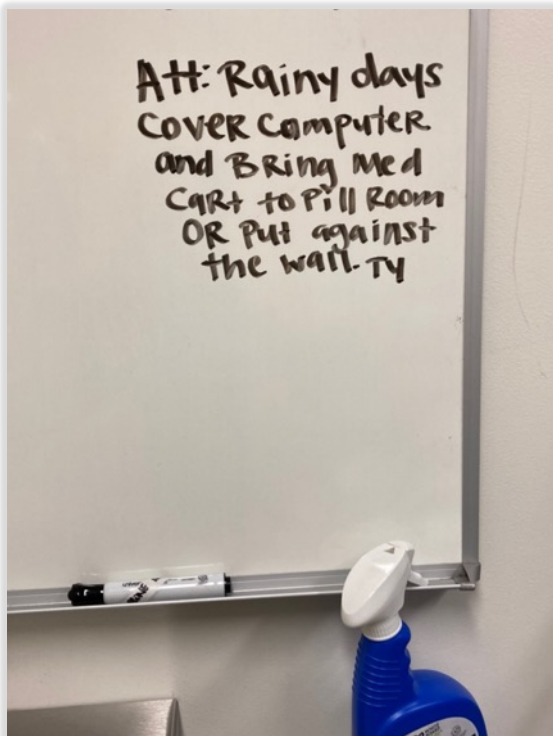 Att: Rainy days
COVER COMPUTER
and BRing Med
CaRt to Pill Room
OR Put against
the wall. TY